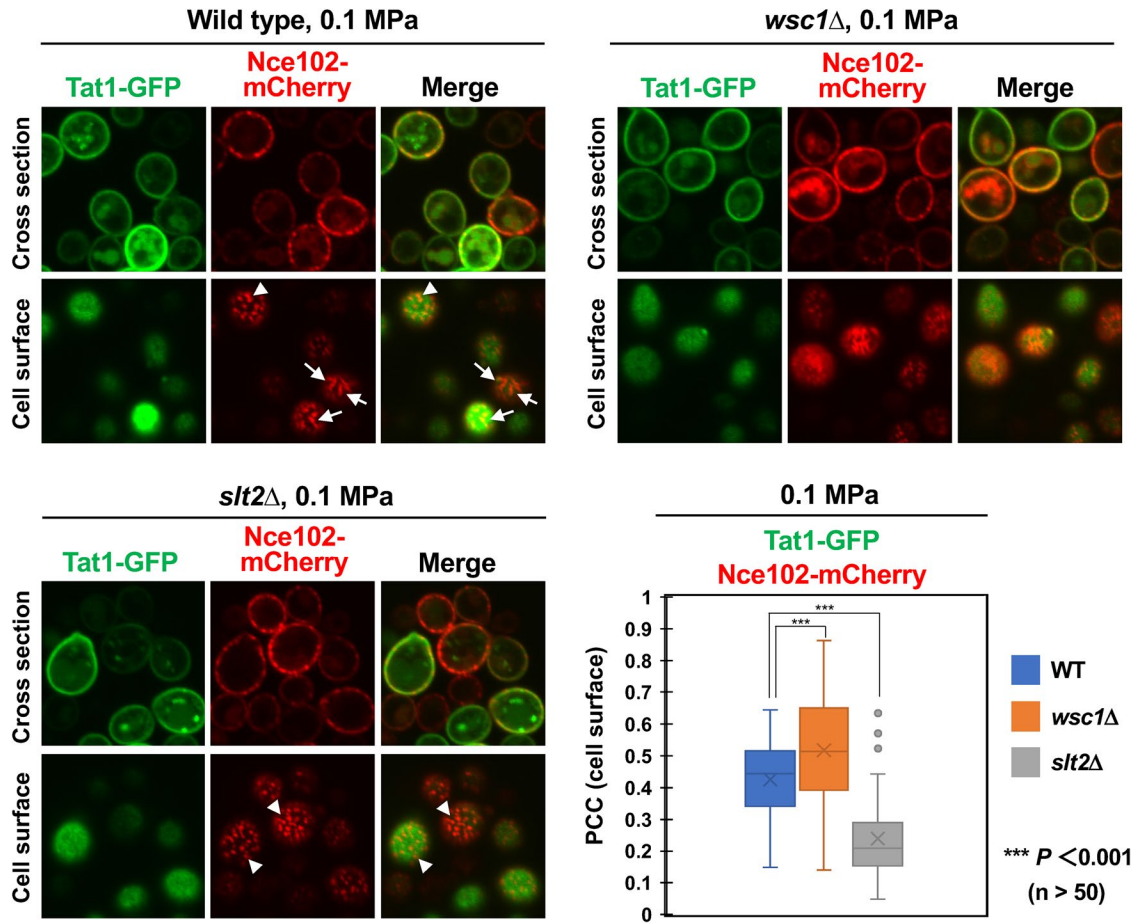 Wild type, 0.1 MPa
Tat1-GFP
Nce102-
mCherry
Merge
Cross section
Cell surface
wsc1Δ, 0.1 MPa
Tat1-GFP
Nce102-
mCherry
Merge
Cross section
Cell surface
slt2Δ, 0.1 MPa
Tat1-GFP
Nce102-
mCherry
Merge
Cross section
Cell surface
0.1 MPa
Tat1-GFP
Nce102-mCherry
PCC (cell surface)
1
0.9
0.8
0.7
0.6
0.5
0.4
0.3
0.2
0.1
0
***
***
WT
wsc1Δ
slt2Δ
*** P <0.001
(n > 50)